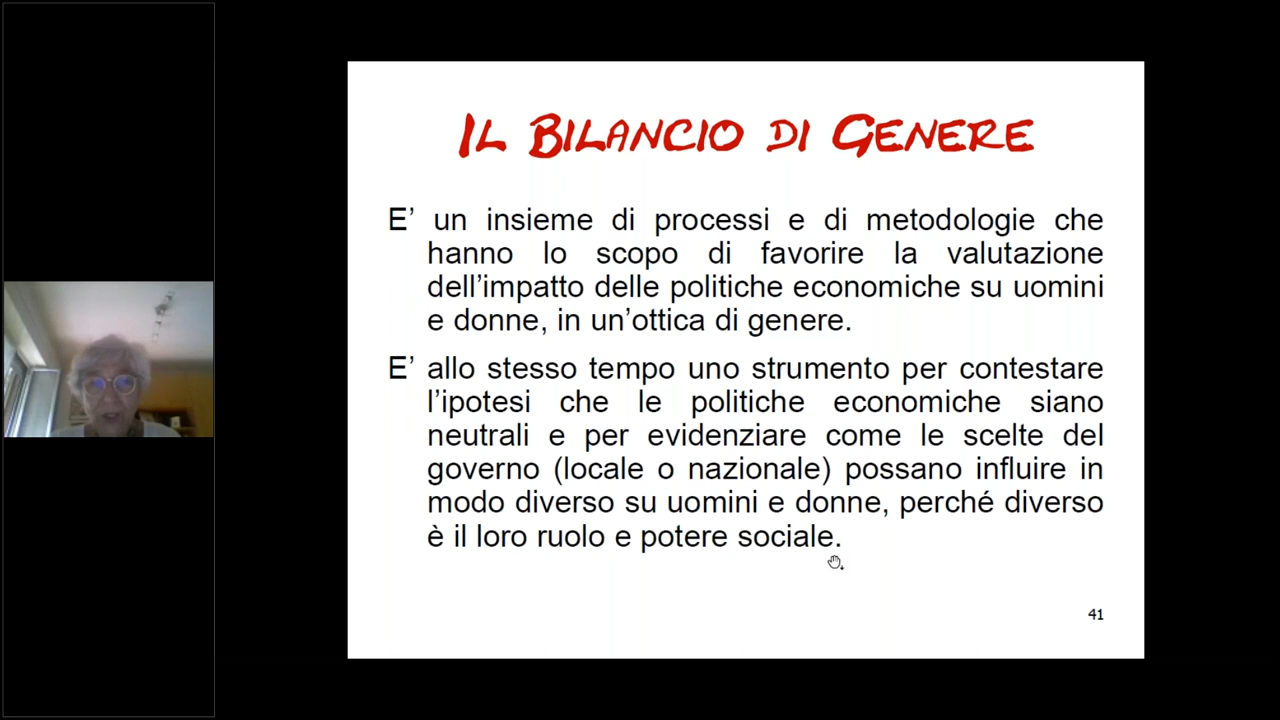 IL BILANCIO DI GENERE
E’ un insieme di processi e di metodologie che
hanno lo scopo di favorire la valutazione
dell’impatto delle politiche economiche su uomini
e donne, in un’ottica di genere.
E’ allo stesso tempo uno strumento per contestare
l’ipotesi che le politiche economiche siano
neutrali e per evidenziare come le scelte del
governo (locale o nazionale) possano influire in
modo diverso su uomini e donne, perché diverso
è il loro ruolo e potere sociale.
41